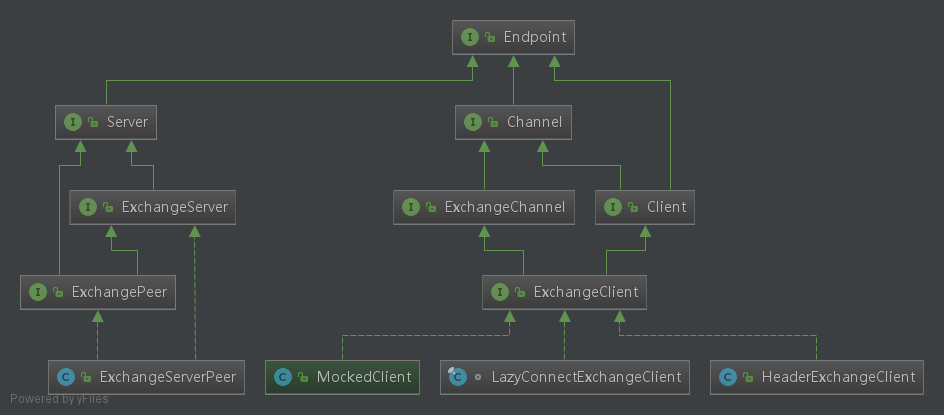 Endpoint
Server
Channel
ExchangeServer
ExchangeChannel
Client
ExchangePeer
ExchangeClient
ExchangeServerPeer
MockedClient
LazyConnectExchangeClient
HeaderExchangeClient
Powered by yFiles